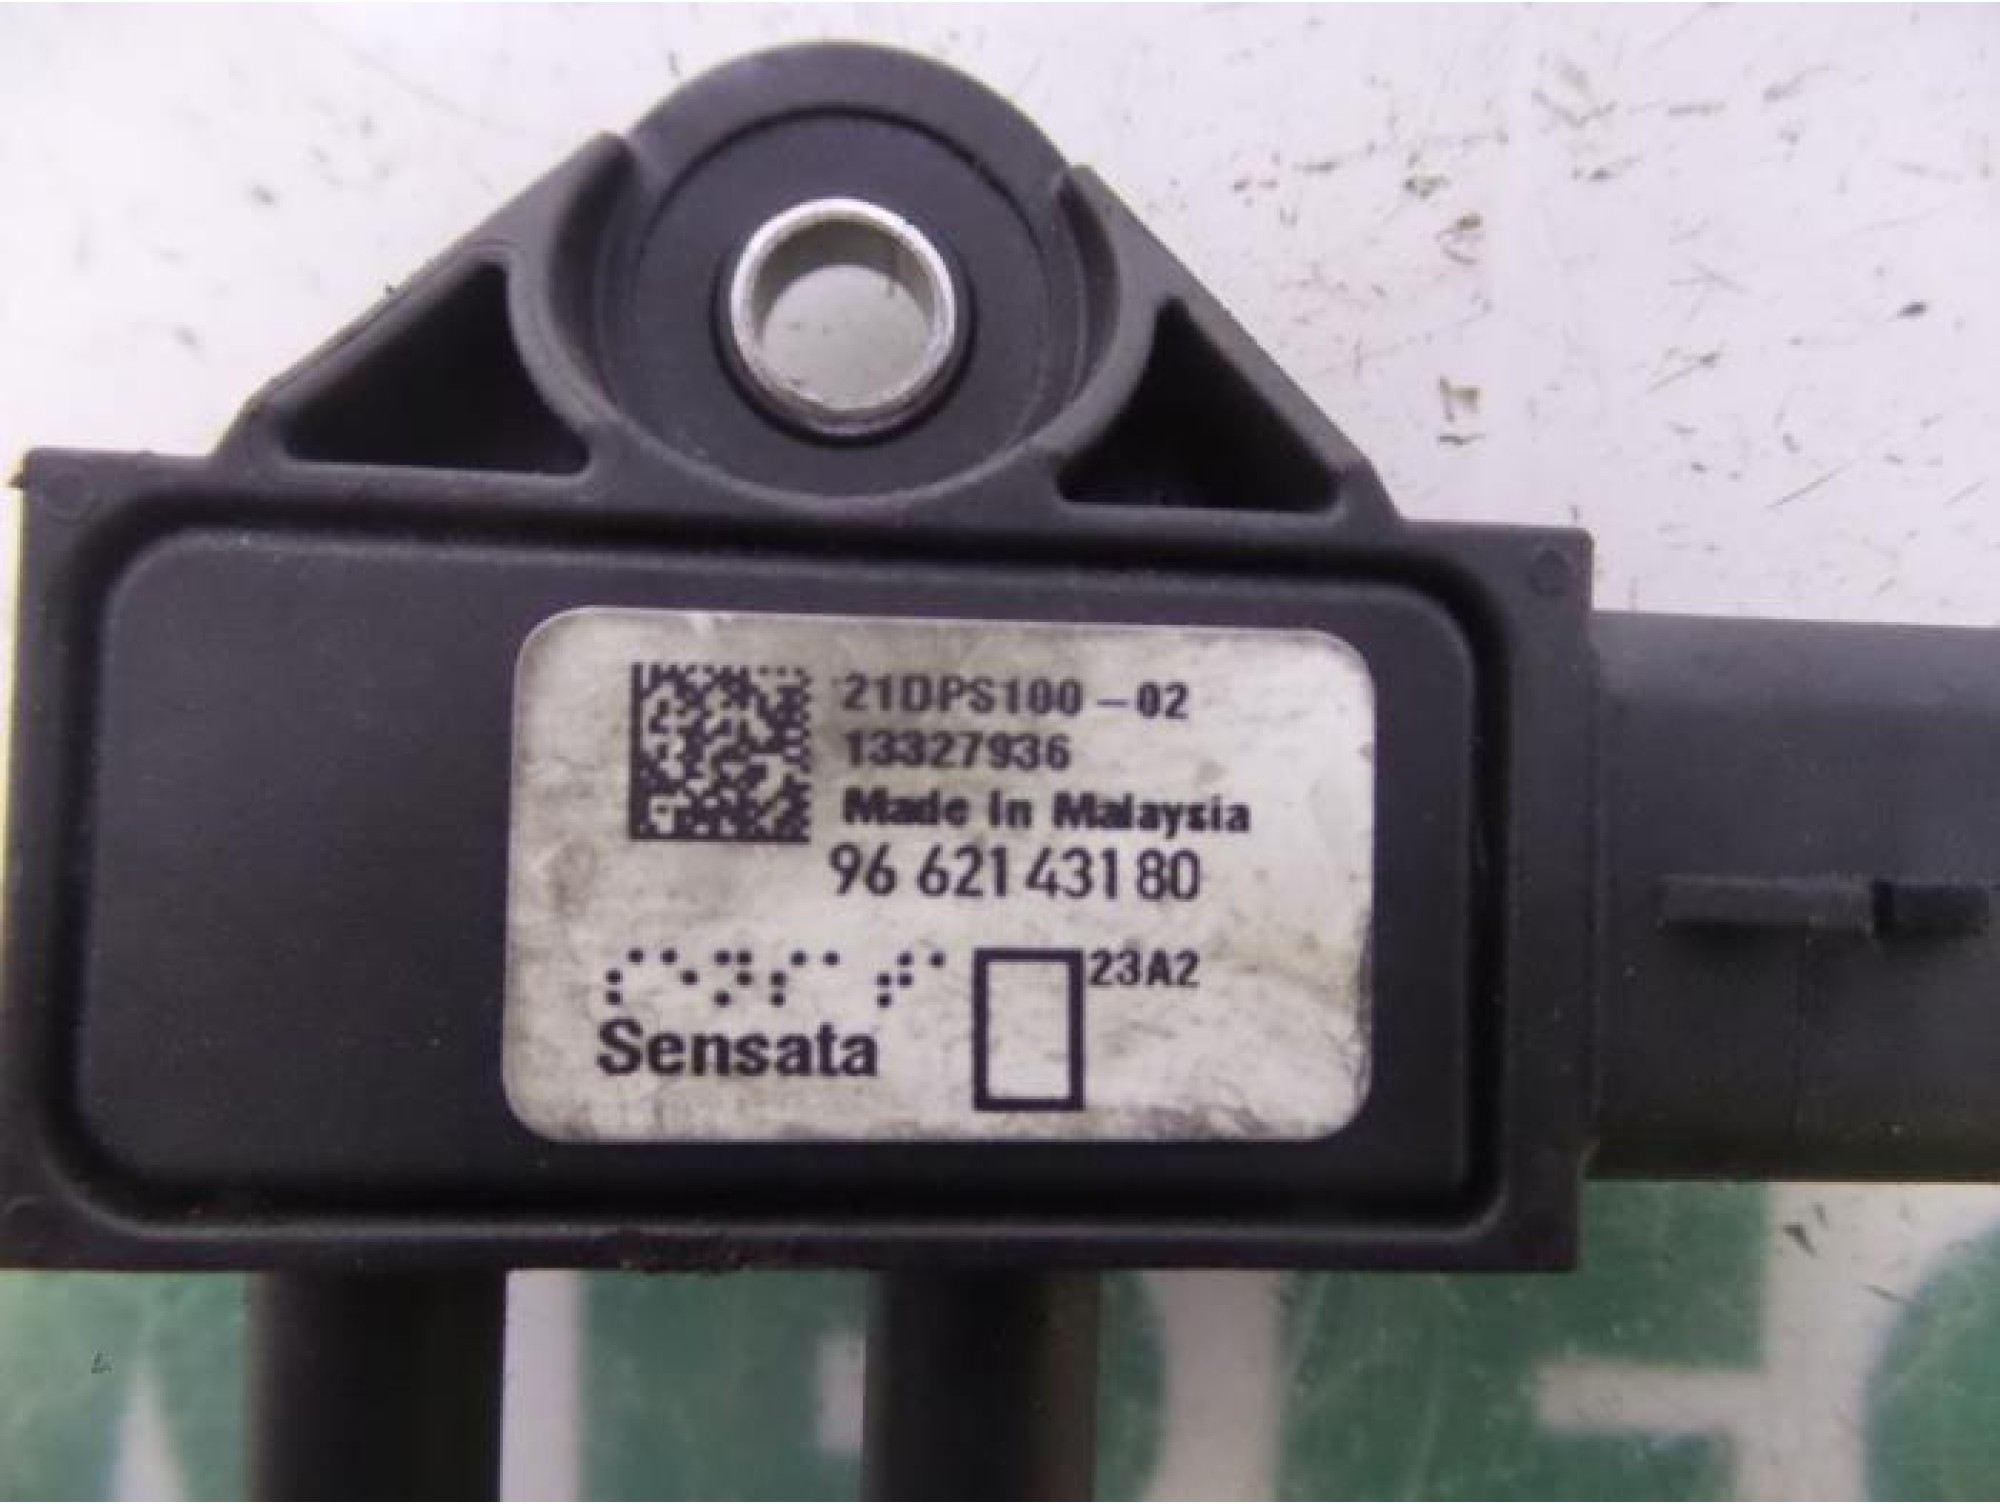 21DPS100-02
13327936
Made in Malaysia
96 621 431 80
23A2
Sensata